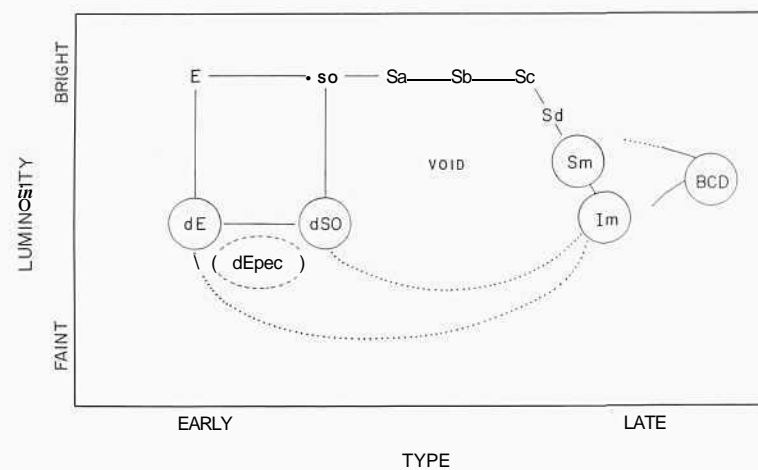 BRIGHT
LUMINOSITY
FAINT
E • so Sa Sb Sc
Sd
VOID
Sm
BCD
dE dSO Im
( dEpec )
EARLY LATE
TYPE